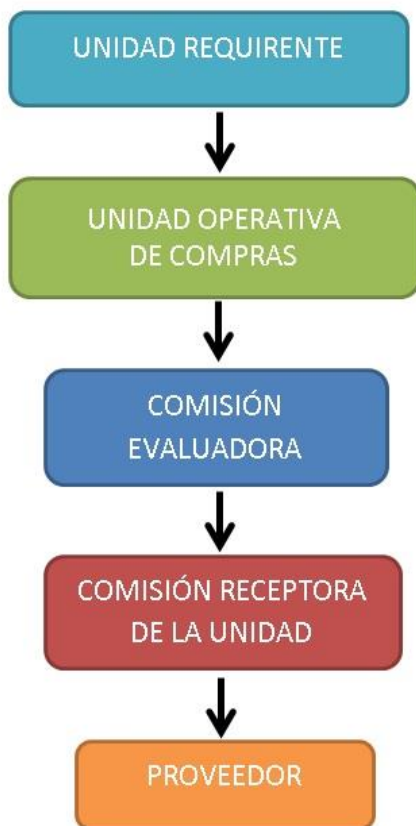 UNIDAD REQUIRENTE
UNIDAD OPERATIVA
DE COMPRAS
COMISIÓN
EVALUADORA
COMISIÓN RECEPTORA
DE LA UNIDAD
PROVEEDOR